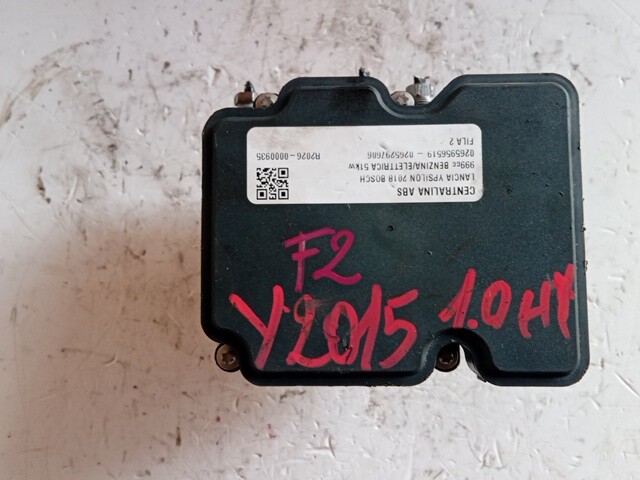 CENTRALINA ABS
LANCIA YPSILON 2018 BOSCH
999cc BENZINA/ELETTRICA 51kw
0265956519 - 0265297606
FILA 2
R2026-0000935
F2
Y2015 1.0 HY